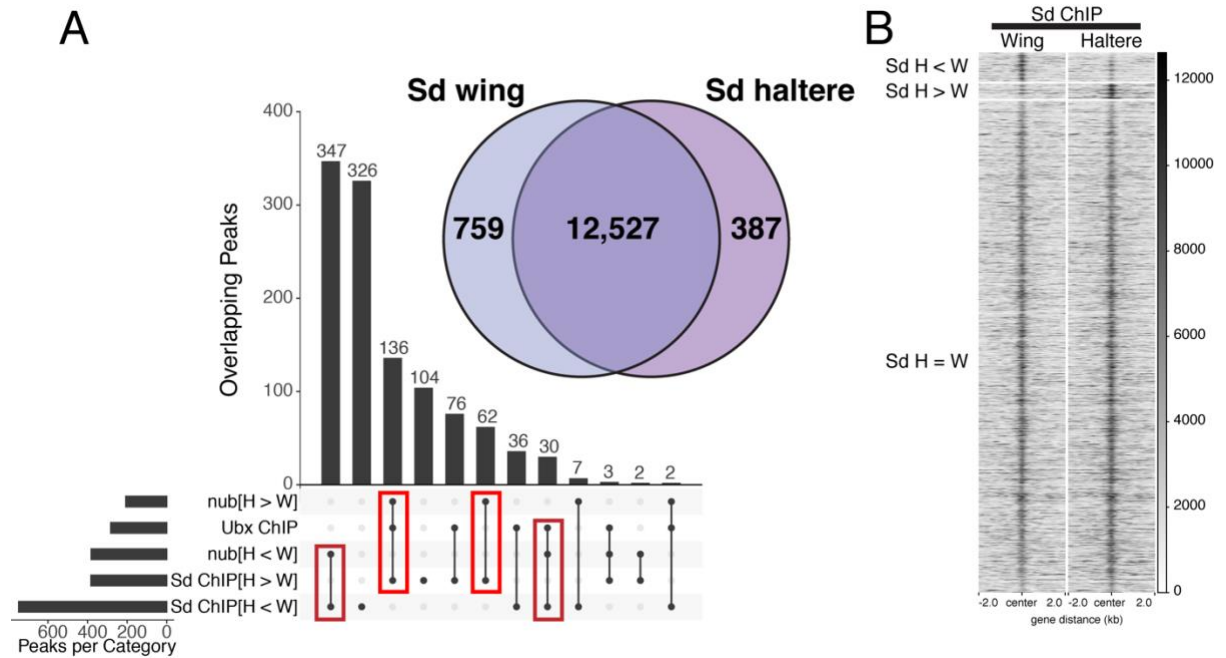 A
Sd wing
Sd haltere
759
12,527
387
Overlapping Peaks
400
300
200
100
0
347
326
136
104
76
62
36
30
7
3
2
2
nub[H > W]
Ubx ChIP
nub[H < W]
Sd ChIP[H > W]
Sd ChIP[H < W]
600 400 200 0
Peaks per Category
B
Sd ChIP
Wing Haltere
Sd H < W
Sd H > W
Sd H = W
12000
10000
8000
6000
4000
2000
0
-2.0 center 2.0 -2.0 center 2.0
gene distance (kb)